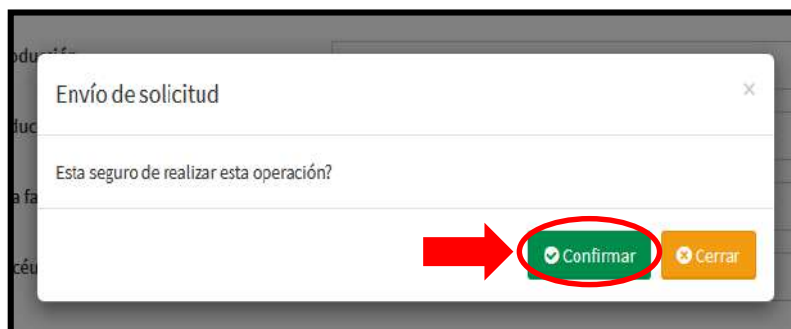 Envío de solicitud
Esta seguro de realizar esta operación?
Confirmar
Cerrar